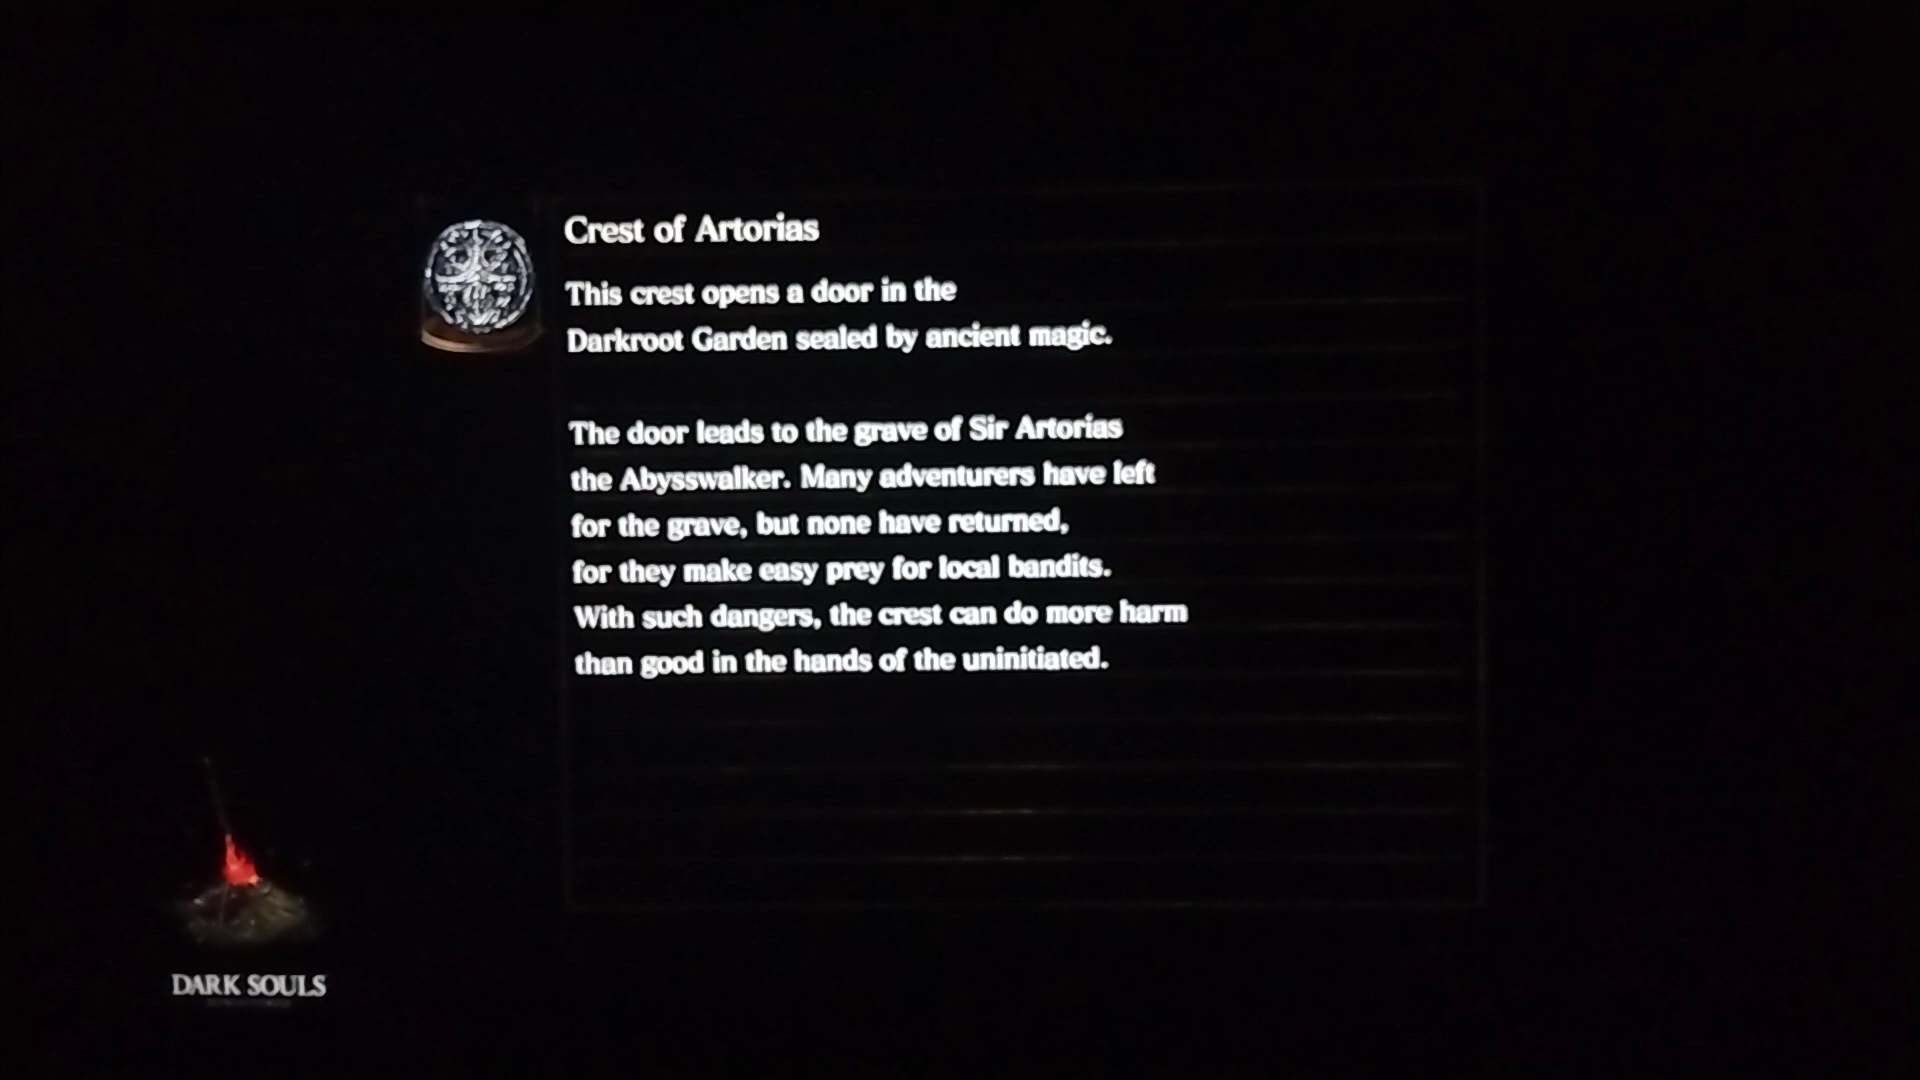 Crest of Artorias
This crest opens a door in the
Darkroot Garden sealed by ancient magic.
The door leads to the grave of Sir Artorias
the Abysswalker. Many adventurers have left
for the grave, but none have returned,
for they make easy prey for local bandits.
With such dangers, the crest can do more harm
than good in the hands of the uninitiated.
DARK SOULS